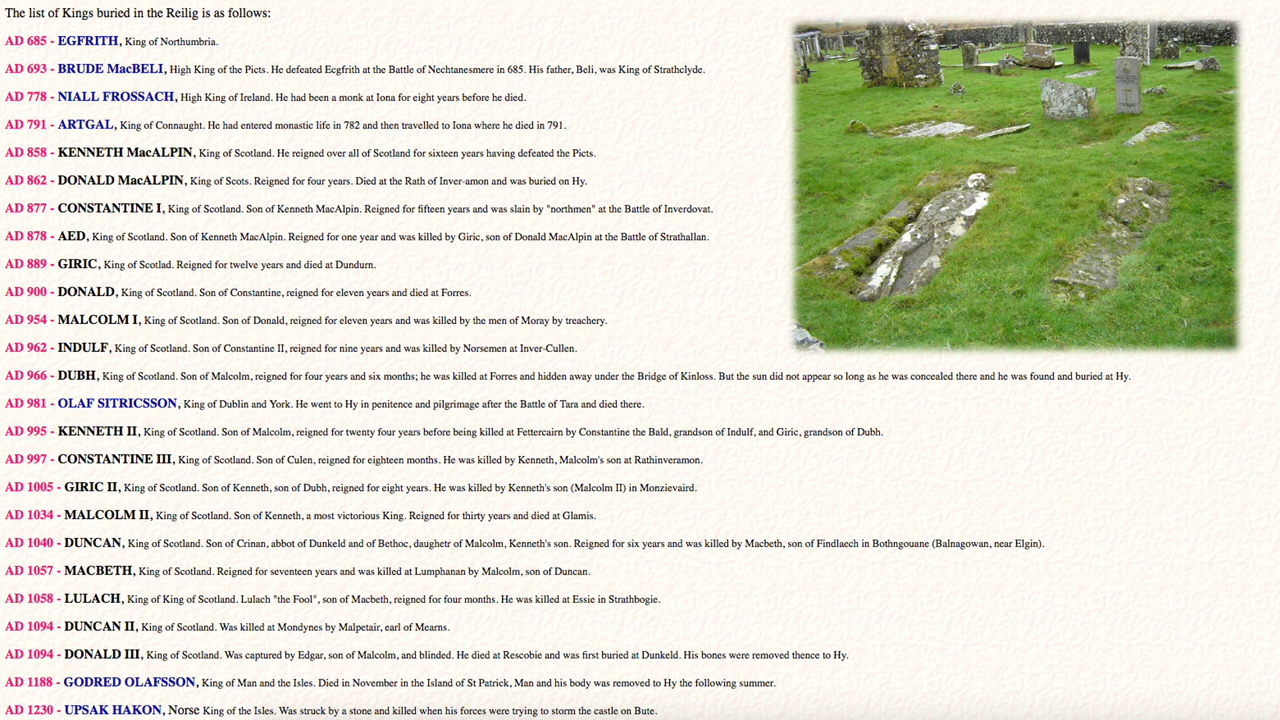 The list of Kings buried in the Reilig is as follows:
AD 685 - EGFRITH, King of Northumbria.
AD 693 - BRUDE MacBELI, High King of the Picts. He defeated Ecgfrith at the Battle of Nechtanesmere in 685. His father, Beli, was King of Strathclyde.
AD 778 - NIALL FROSSACH, High King of Ireland. He had been a monk at Iona for eight years before he died.
AD 791 - ARTGAL, King of Connaught. He had entered monastic life in 782 and then travelled to Iona where he died in 791.
AD 858 - KENNETH MacALPIN, King of Scotland. He reigned over all of Scotland for sixteen years having defeated the Picts.
AD 862 - DONALD MacALPIN, King of Scots. Reigned for four years. Died at the Rath of Inver-amon and was buried on Hy.
AD 877 - CONSTANTINE I, King of Scotland. Son of Kenneth MacAlpin. Reigned for fifteen years and was slain by "northmen" at the Battle of Inverdovat.
AD 878 - AED, King of Scotland. Son of Kenneth MacAlpin. Reigned for one year and was killed by Giric, son of Donald MacAlpin at the Battle of Strathallan.
AD 889 - GIRIC, King of Scotlad. Reigned for twelve years and died at Dundurn.
AD 900 - DONALD, King of Scotland. Son of Constantine, reigned for eleven years and died at Forres.
AD 954 - MALCOLM I, King of Scotland. Son of Donald, reigned for eleven years and was killed by the men of Moray by treachery.
AD 962 - INDULF, King of Scotland. Son of Constantine II, reigned for nine years and was killed by Norsemen at Inver-Cullen.
AD 966 - DUBH, King of Scotland. Son of Malcolm, reigned for four years and six months; he was killed at Forres and hidden away under the Bridge of Kinloss. But the sun did not appear so long as he was concealed there and he was found and buried at Hy.
AD 981 - OLAF SITRICSSON, King of Dublin and York. He went to Hy in penitence and pilgrimage after the Battle of Tara and died there.
AD 995 - KENNETH II, King of Scotland. Son of Malcolm, reigned for twenty four years before being killed at Fettercairn by Constantine the Bald, grandson of Indulf, and Giric, grandson of Dubh.
AD 997 - CONSTANTINE III, King of Scotland. Son of Culen, reigned for eighteen months. He was killed by Kenneth, Malcolm's son at Rathinveramon.
AD 1005 - GIRIC II, King of Scotland. Son of Kenneth, son of Dubh, reigned for eight years. He was killed by Kenneth's son (Malcolm II) in Monzievaird.
AD 1034 - MALCOLM II, King of Scotland. Son of Kenneth, a most victorious King. Reigned for thirty years and died at Glamis.
AD 1040 - DUNCAN, King of Scotland. Son of Crinan, abbot of Dunkeld and of Bethoc, daughetr of Malcolm, Kenneth's son. Reigned for six years and was killed by Macbeth, son of Findlaech in Bothngouane (Balnagowan, near Elgin).
AD 1057 - MACBETH, King of Scotland. Reigned for seventeen years and was killed at Lumphanan by Malcolm, son of Duncan.
AD 1058 - LULACH, King of King of Scotland. Lulach "the Fool", son of Macbeth, reigned for four months. He was killed at Essie in Strathbogie.
AD 1094 - DUNCAN II, King of Scotland. Was killed at Mondynes by Malpetair, earl of Mearns.
AD 1094 - DONALD III, King of Scotland. Was captured by Edgar, son of Malcolm, and blinded. He died at Rescobie and was first buried at Dunkeld. His bones were removed thence to Hy.
AD 1188 - GODRED OLAFSSON, King of Man and the Isles. Died in November in the Island of St Patrick, Man and his body was removed to Hy the following summer.
AD 1230 - UPSAK HAKON, Norse King of the Isles. Was struck by a stone and killed when his forces were trying to storm the castle on Bute.